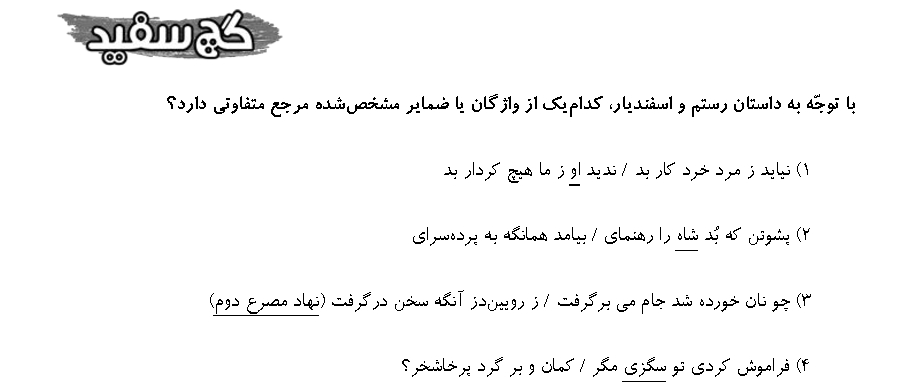 گچ سفید
با توجّه به داستان رستم و اسفندیار، کدام‌یک از واژگان یا ضمایر مشخص‌شده مرجع متفاوتی دارد؟
۱) نیاید ز مرد خرد کار بد / ندید او ز ما هیچ کردار بد
۲) پشوتن که بُد شاه را رهنمای / بیامد همانگه به پرده‌سرای
۳) چو نان خورده شد جام می برگرفت / ز رویین‌دز آنگه سخن درگرفت (نهاد مصرع دوم)
۴) فراموش کردی تو سگزی مگر / کمان و بر گرد پرخاشخر؟